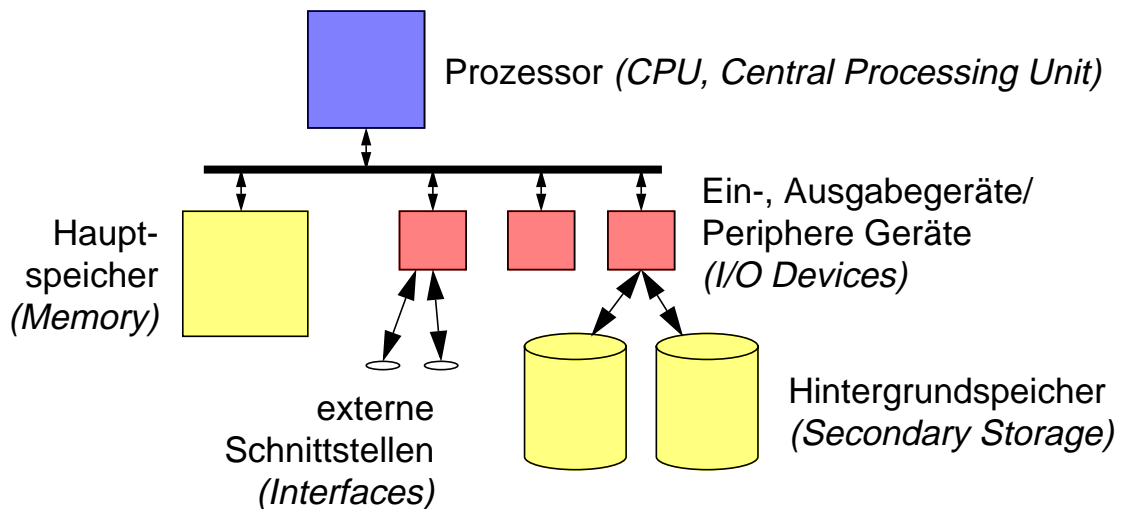 Prozessor (CPU, Central Processing Unit)
Ein-, Ausgabegeräte/
Periphere Geräte
(I/O Devices)
Haupt-
speicher
(Memory)
externe
Schnittstellen
(Interfaces)
Hintergrundspeicher
(Secondary Storage)